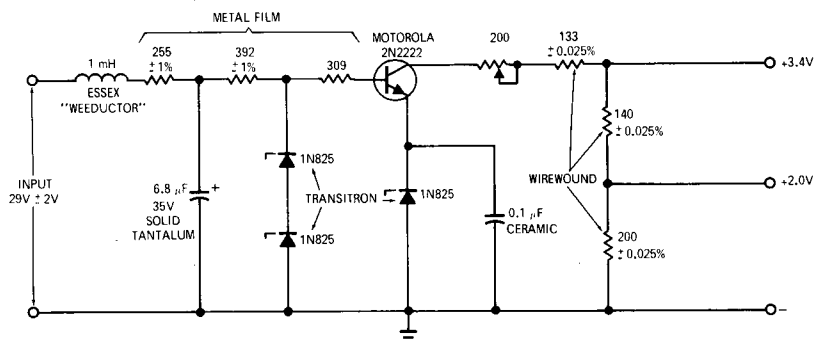 METAL FILM
1 mH
ESSEX
"WEEDUCTOR"
255
± 1%
392
± 1%
309
MOTOROLA
2N2222
200
133
± 0.025%
+3.4V
140
± 0.025%
INPUT
29V ± 2V
6.8 μF
35V
SOLID
TANTALUM
+
1N825
TRANSITRON
1N825
1N825
0.1 μF
CERAMIC
WIREWOUND
+2.0V
200
± 0.025%
–